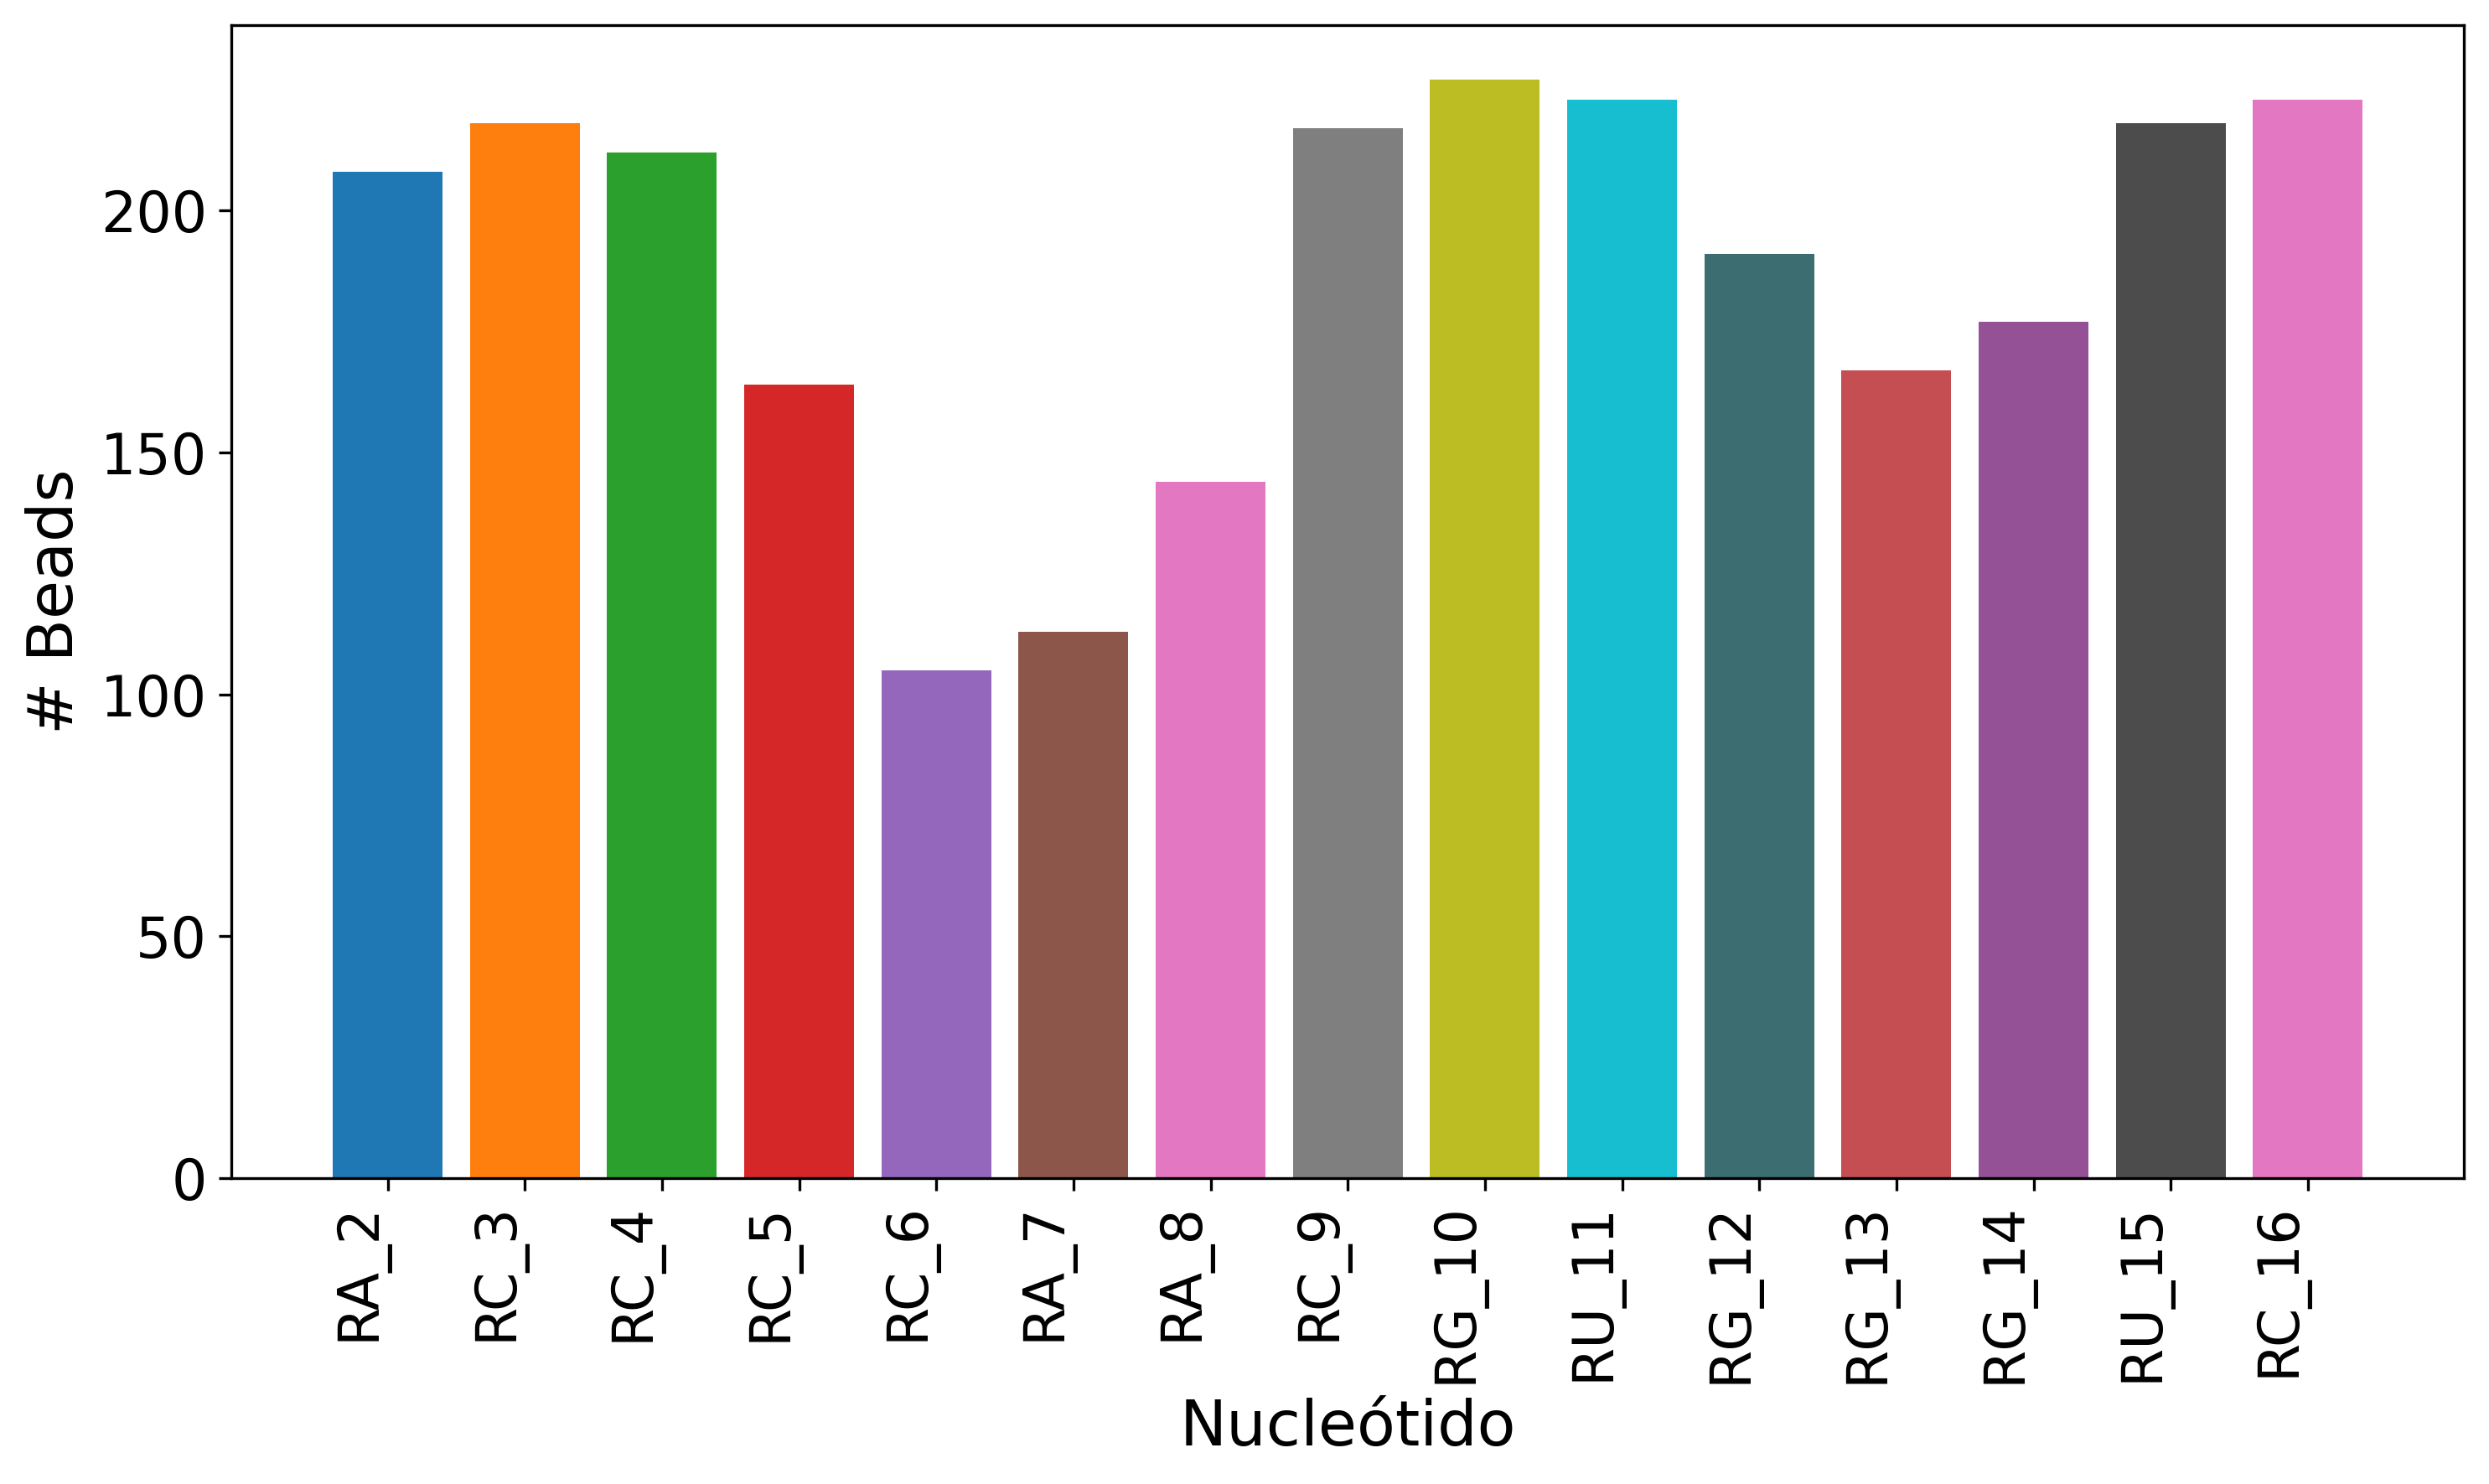 # Beads
200
150
100
50
0
RA_2
RC_3
RC_4
RC_5
RC_6
RA_7
RA_8
RC_9
RG_10
RU_11
RG_12
RG_13
RG_14
RU_15
RC_16
Nucleótido